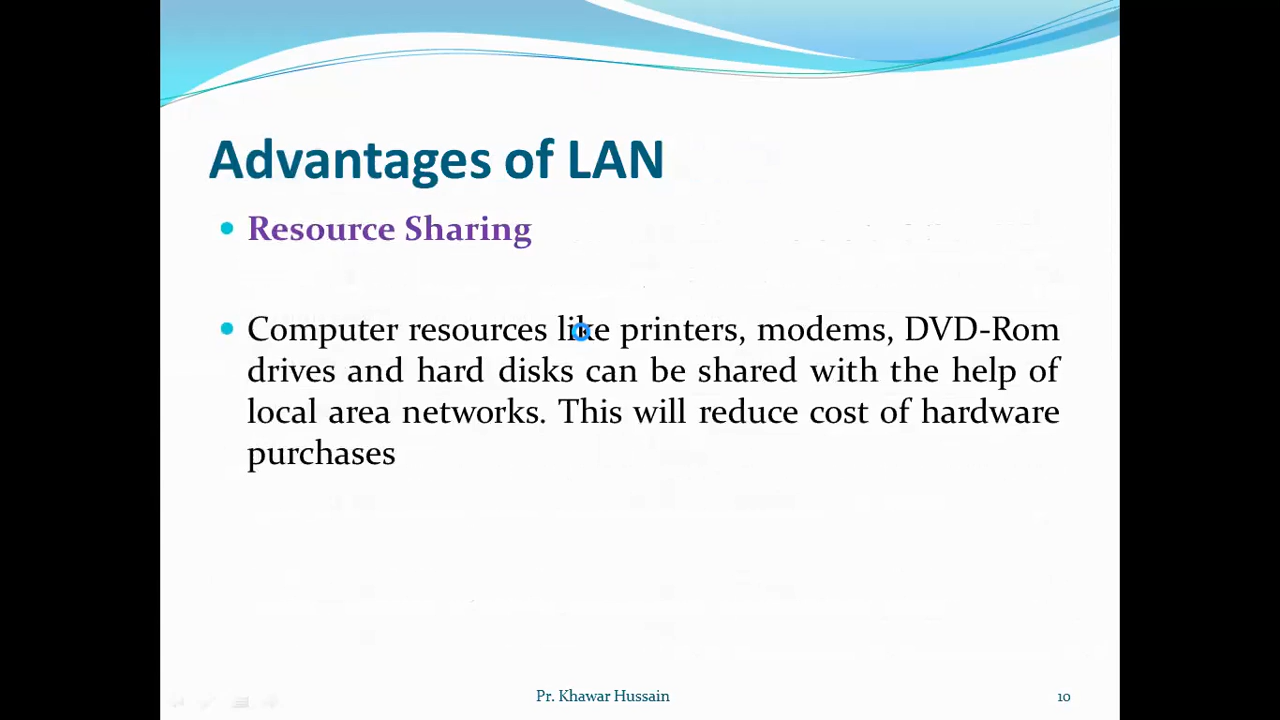 Advantages of LAN
Resource Sharing
Computer resources like printers, modems, DVD-Rom
drives and hard disks can be shared with the help of
local area networks. This will reduce cost of hardware
purchases
Pr. Khawar Hussain
10